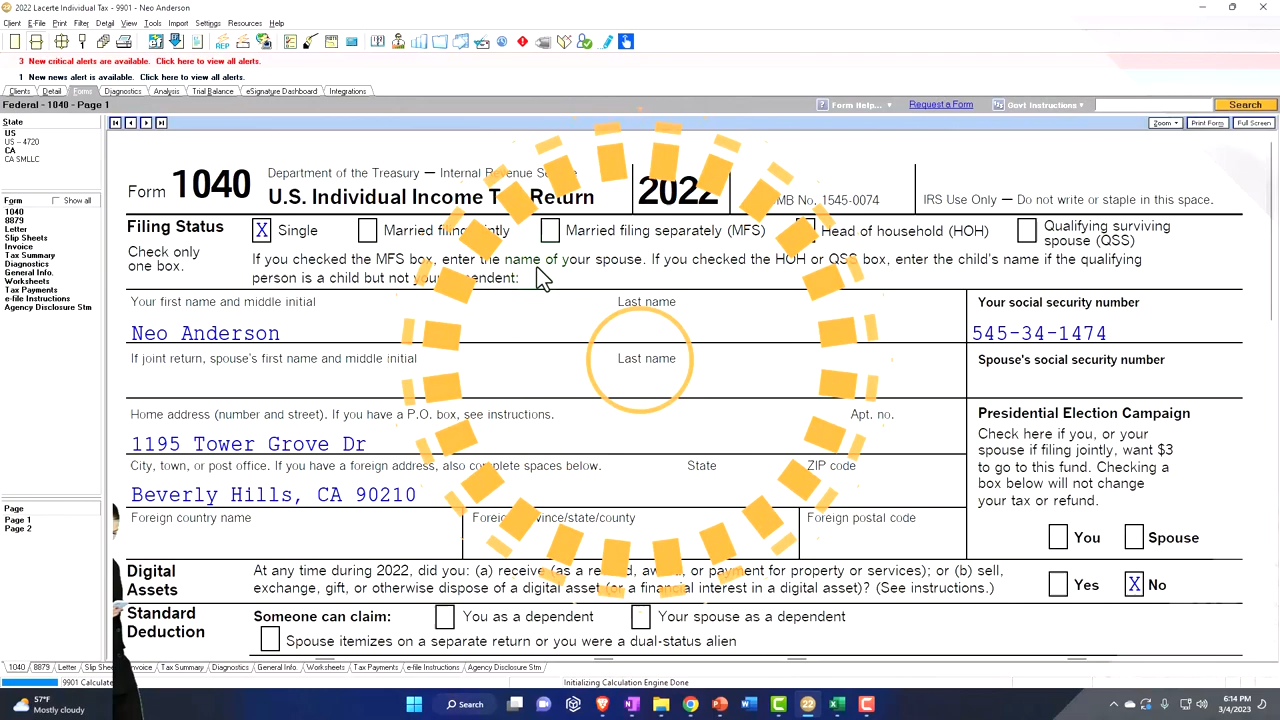 2022 Lacerte Individual Tax - 9901 - Neo Anderson
Client E-File Print Filter Detail View Tools Import Settings Resources Help
REP
3 New critical alerts are available. Click here to view all alerts.
1 New news alert is available. Click here to view all alerts.
Clients Detail Forms Diagnostics Analysis Trial Balance eSignature Dashboard Integrations
Federal - 1040 - Page 1
Form Help... Request a Form Govt Instructions Search
State
US
US - 4720
CA
CA SMLLC
Form Show all
1040
8879
Letter
Slip Sheets
Invoice
Tax Summary
Diagnostics
General Info.
Worksheets
Tax Payments
e-file Instructions
Agency Disclosure Stm
Page
Page 1
Page 2
Zoom Print Form Full Screen
Form 1040
Department of the Treasury — Internal Revenue
U.S. Individual Income Return
2022
MB No. 1545-0074
IRS Use Only — Do not write or staple in this space.
Filing Status
Check only
one box.
X Single Married Married filing separately (MFS) Head of household (HOH) Qualifying surviving
spouse (QSS)
If you checked the MFS box, enter the name of your spouse. If you checked the HOH or QSS box, enter the child's name if the qualifying
person is a child but not your
Your first name and middle initial Last name Your social security number
Neo Anderson 545-34-1474
If joint return, spouse's first name and middle initial Last name Spouse's social security number
Home address (number and street). If you have a P.O. box, see instructions. Apt. no.
1195 Tower Grove Dr
City, town, or post office. If you have a foreign address, also complete spaces below. State ZIP code
Beverly Hills, CA 90210
Foreign country name province/state/county Foreign postal code
Presidential Election Campaign
Check here if you, or your
spouse if filing jointly, want $3
to go to this fund. Checking a
box below will not change
your tax or refund.
You Spouse
Digital
Assets
At any time during 2022, did you: (a) receive (as a or payment for property or services); or (b) sell,
exchange, gift, or otherwise dispose of a digital asset (or a financial interest in a digital asset)? (See instructions.)
Yes X No
Standard
Deduction
Someone can claim: You as a dependent Your spouse as a dependent
Spouse itemizes on a separate return or you were a dual-status alien
1040 8879 Letter Slip nvoice Tax Summary Diagnostics General Info. Worksheets Tax Payments e-file Instructions Agency Disclosure Stm
9901 Calculate Initializing Calculation Engine Done
57°F
Mostly cloudy
Search
22
6:14 PM
3/4/2023